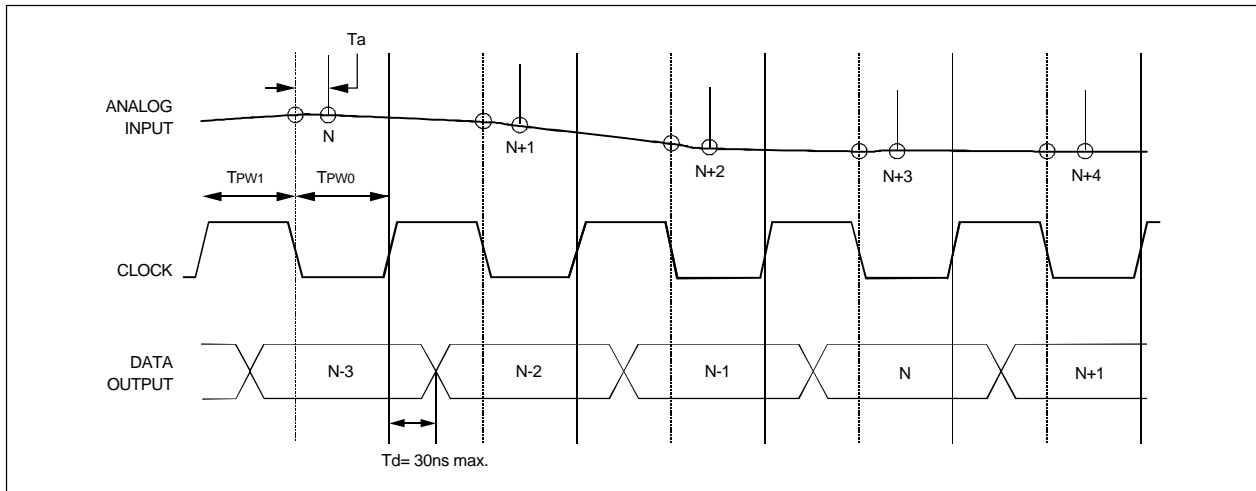 Ta
ANALOG
INPUT
N
N+1
N+2
N+3
N+4
TPW1
TPW0
CLOCK
DATA
OUTPUT
N-3
N-2
N-1
N
N+1
Td= 30ns max.